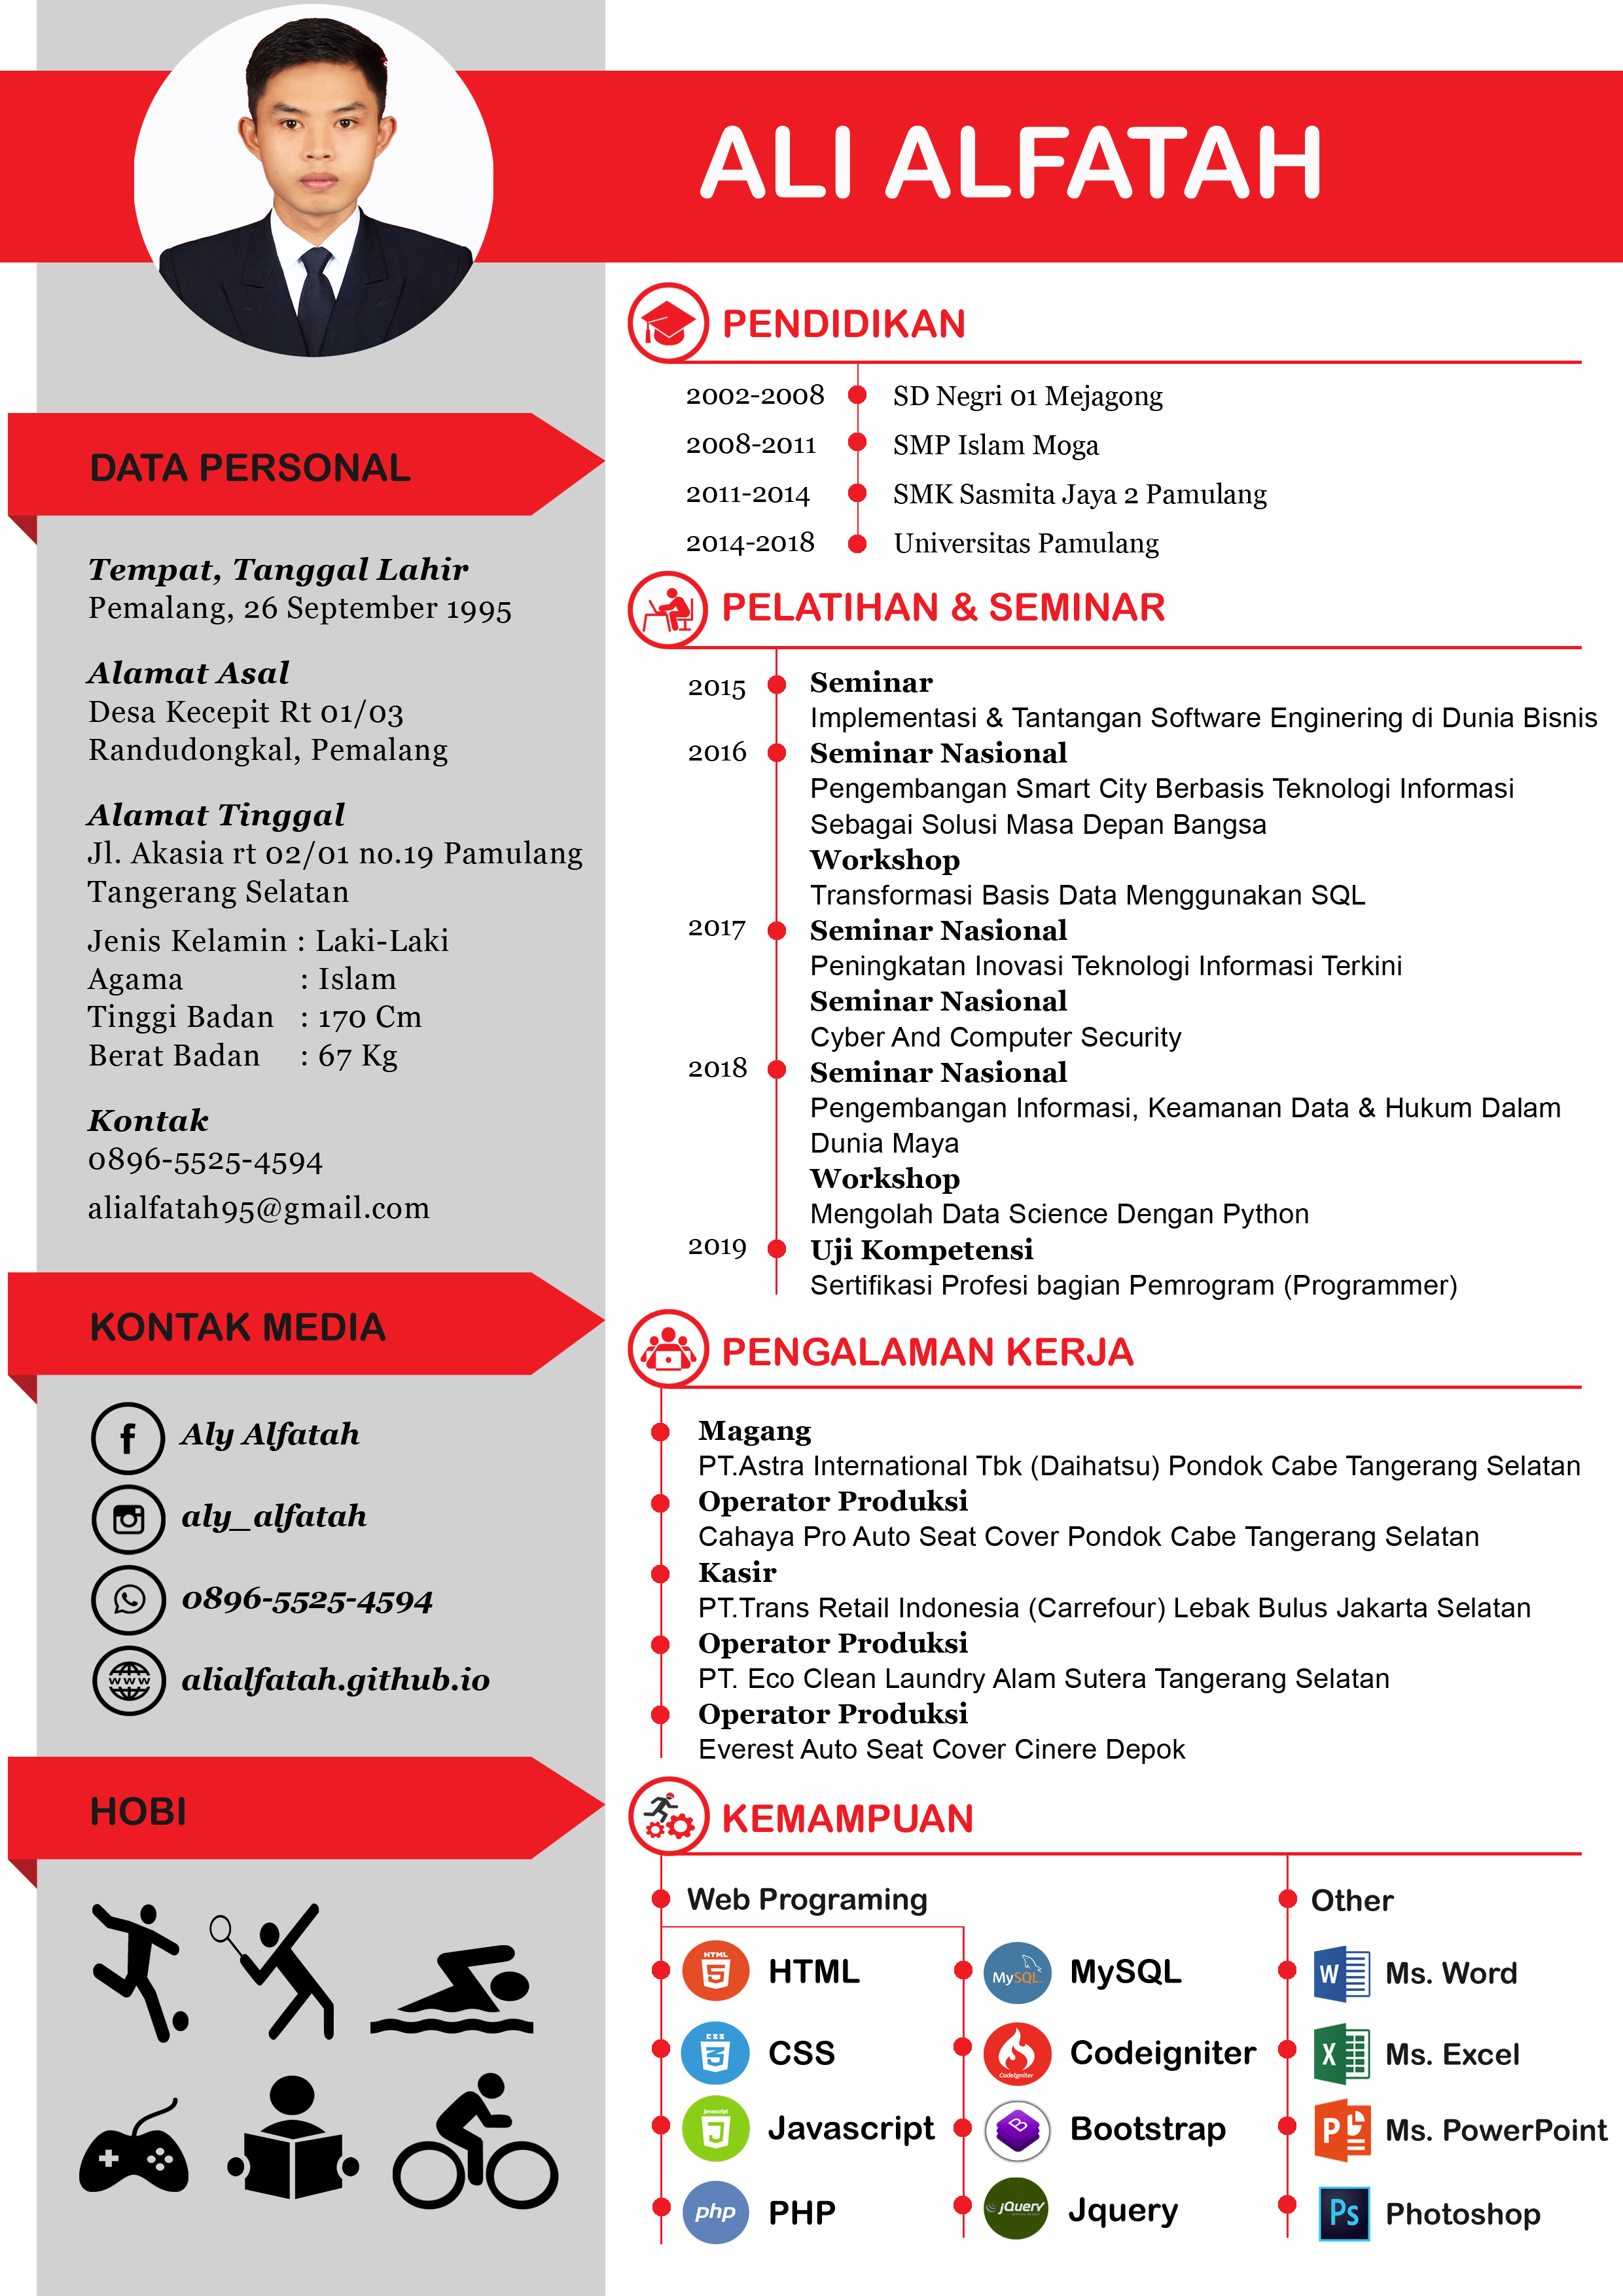 ALI ALFATAH
DATA PERSONAL
Tempat, Tanggal Lahir
Pemalang, 26 September 1995
Alamat Asal
Desa Kecepit Rt 01/03
Randudongkal, Pemalang
Alamat Tinggal
Jl. Akasia rt 02/01 no.19 Pamulang
Tangerang Selatan
Jenis Kelamin : Laki-Laki
Agama : Islam
Tinggi Badan : 170 Cm
Berat Badan : 67 Kg
Kontak
0896-5525-4594
alialfatah95@gmail.com
KONTAK MEDIA
f Aly Alfatah
aly_alfatah
0896-5525-4594
WWW alialfatah.github.io
HOBI
PENDIDIKAN
2002-2008 SD Negri 01 Mejagong
2008-2011 SMP Islam Moga
2011-2014 SMK Sasmita Jaya 2 Pamulang
2014-2018 Universitas Pamulang
PELATIHAN & SEMINAR
2015 Seminar
Implementasi & Tantangan Software Enginering di Dunia Bisnis
2016 Seminar Nasional
Pengembangan Smart City Berbasis Teknologi Informasi
Sebagai Solusi Masa Depan Bangsa
Workshop
Transformasi Basis Data Menggunakan SQL
2017 Seminar Nasional
Peningkatan Inovasi Teknologi Informasi Terkini
Seminar Nasional
Cyber And Computer Security
2018 Seminar Nasional
Pengembangan Informasi, Keamanan Data & Hukum Dalam
Dunia Maya
Workshop
Mengolah Data Science Dengan Python
2019 Uji Kompetensi
Sertifikasi Profesi bagian Pemrogram (Programmer)
PENGALAMAN KERJA
Magang
PT.Astra International Tbk (Daihatsu) Pondok Cabe Tangerang Selatan
Operator Produksi
Cahaya Pro Auto Seat Cover Pondok Cabe Tangerang Selatan
Kasir
PT.Trans Retail Indonesia (Carrefour) Lebak Bulus Jakarta Selatan
Operator Produksi
PT. Eco Clean Laundry Alam Sutera Tangerang Selatan
Operator Produksi
Everest Auto Seat Cover Cinere Depok
KEMAMPUAN
Web Programing
HTML 5 HTML
CSS 3 CSS
javascript J Javascript
php PHP
MySQL MySQL
CodeIgniter Codeigniter
B Bootstrap
jQuery Jquery
Other
W Ms. Word
X Ms. Excel
P Ms. PowerPoint
Ps Photoshop